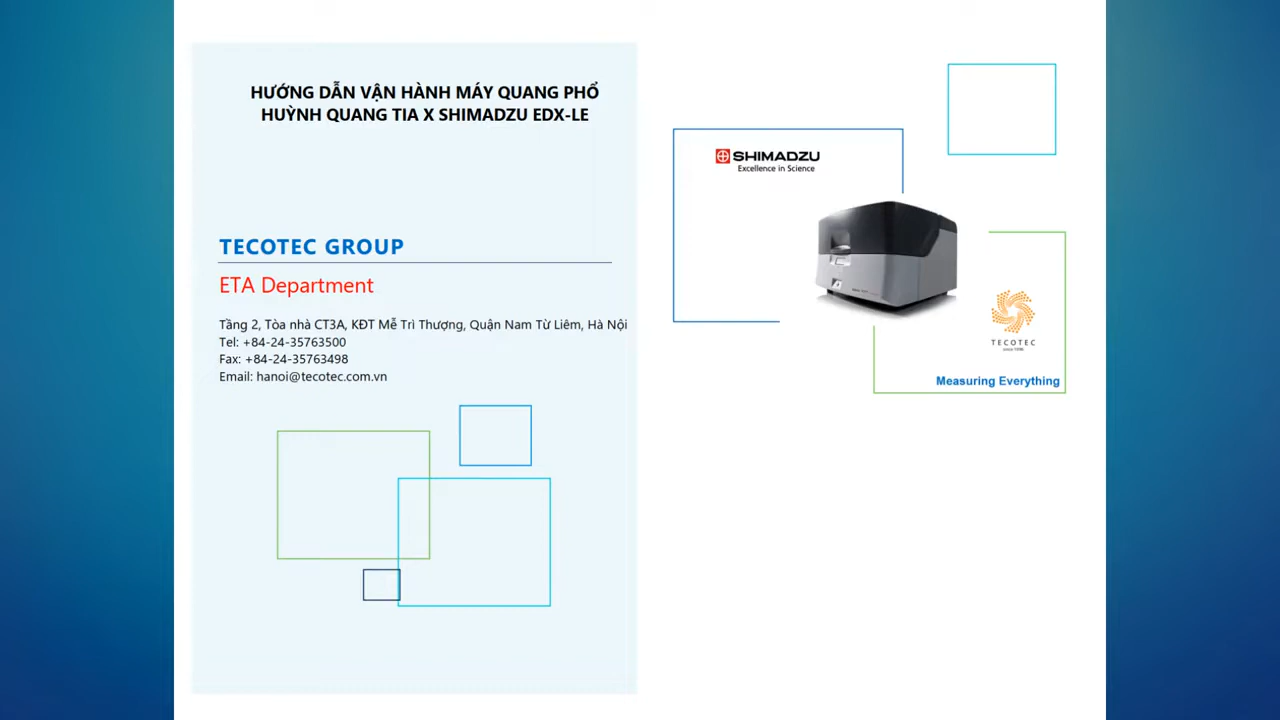 HƯỚNG DẪN VẬN HÀNH MÁY QUANG PHỔ
HUỲNH QUANG TIA X SHIMADZU EDX-LE
TECOTEC GROUP
ETA Department
Tầng 2, Tòa nhà CT3A, KĐT Mễ Trì Thượng, Quận Nam Từ Liêm, Hà Nội
Tel: +84-24-35763500
Fax: +84-24-35763498
Email: hanoi@tecotec.com.vn
SHIMADZU
Excellence in Science
TECOTEC
since 1996
Measuring Everything